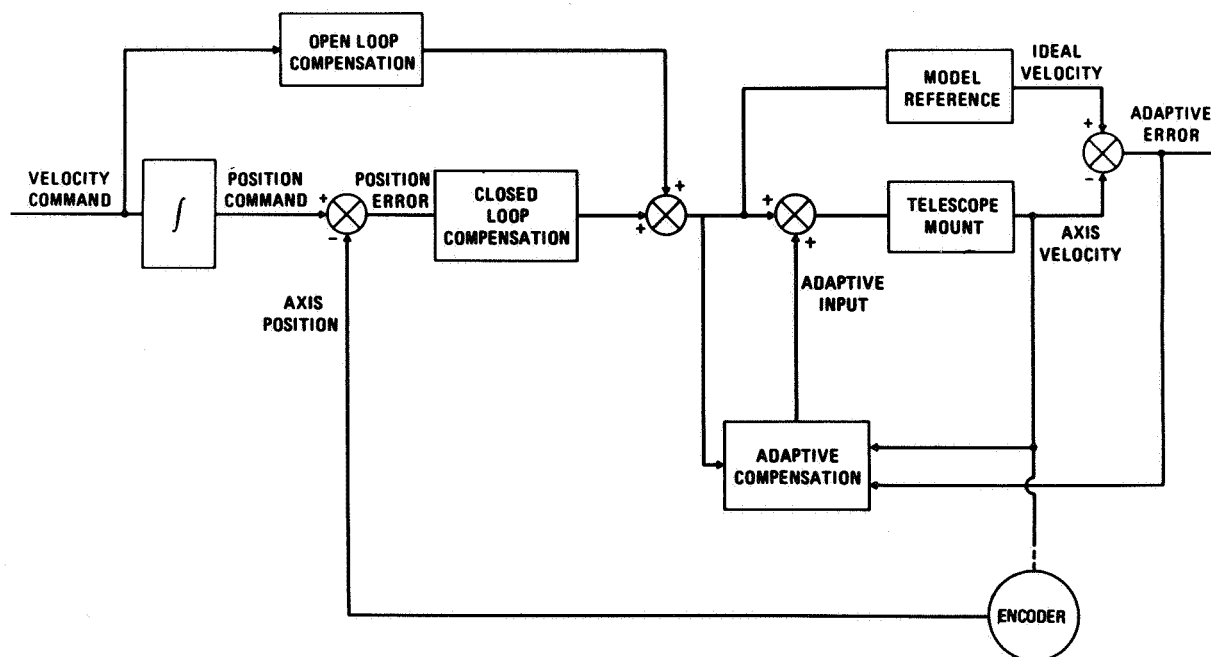 OPEN LOOP
COMPENSATION
MODEL
REFERENCE
IDEAL
VELOCITY
+
+
ADAPTIVE
ERROR
VELOCITY
COMMAND
∫
POSITION
COMMAND
+
-
POSITION
ERROR
CLOSED
LOOP
COMPENSATION
+
+
+
TELESCOPE
MOUNT
-
AXIS
VELOCITY
AXIS
POSITION
ADAPTIVE
INPUT
ADAPTIVE
COMPENSATION
ENCODER